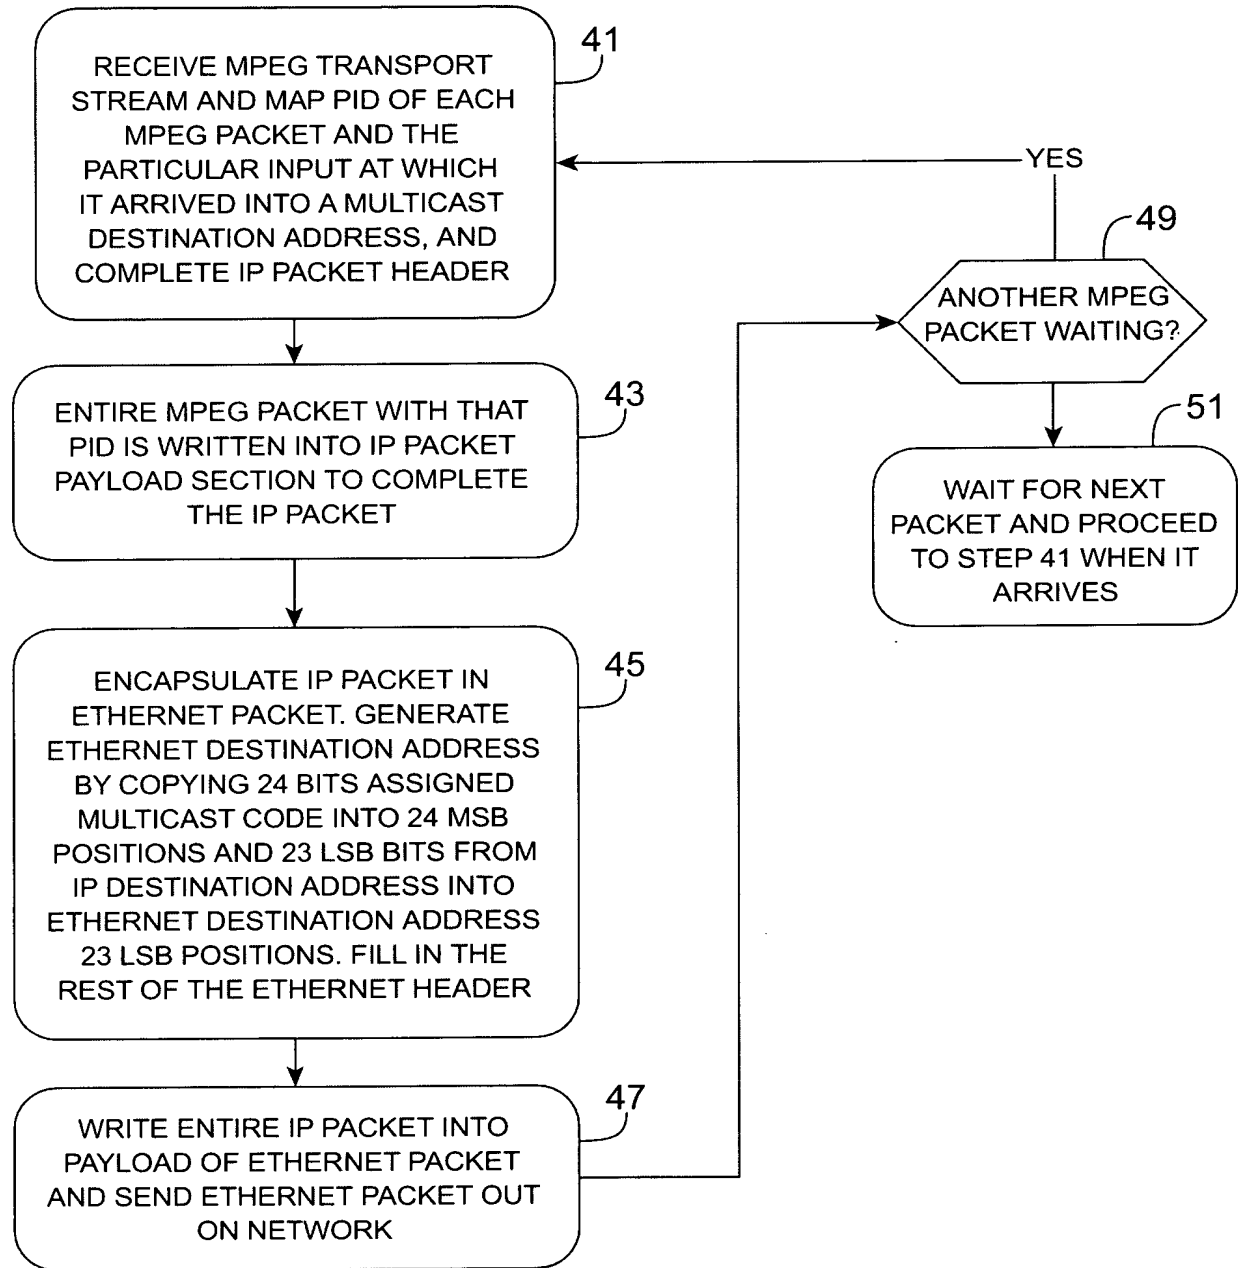 41
RECEIVE MPEG TRANSPORT
STREAM AND MAP PID OF EACH
MPEG PACKET AND THE
PARTICULAR INPUT AT WHICH
IT ARRIVED INTO A MULTICAST
DESTINATION ADDRESS, AND
COMPLETE IP PACKET HEADER
43
ENTIRE MPEG PACKET WITH THAT
PID IS WRITTEN INTO IP PACKET
PAYLOAD SECTION TO COMPLETE
THE IP PACKET
45
ENCAPSULATE IP PACKET IN
ETHERNET PACKET. GENERATE
ETHERNET DESTINATION ADDRESS
BY COPYING 24 BITS ASSIGNED
MULTICAST CODE INTO 24 MSB
POSITIONS AND 23 LSB BITS FROM
IP DESTINATION ADDRESS INTO
ETHERNET DESTINATION ADDRESS
23 LSB POSITIONS. FILL IN THE
REST OF THE ETHERNET HEADER
47
WRITE ENTIRE IP PACKET INTO
PAYLOAD OF ETHERNET PACKET
AND SEND ETHERNET PACKET OUT
ON NETWORK
YES
49
ANOTHER MPEG
PACKET WAITING?
51
WAIT FOR NEXT
PACKET AND PROCEED
TO STEP 41 WHEN IT
ARRIVES